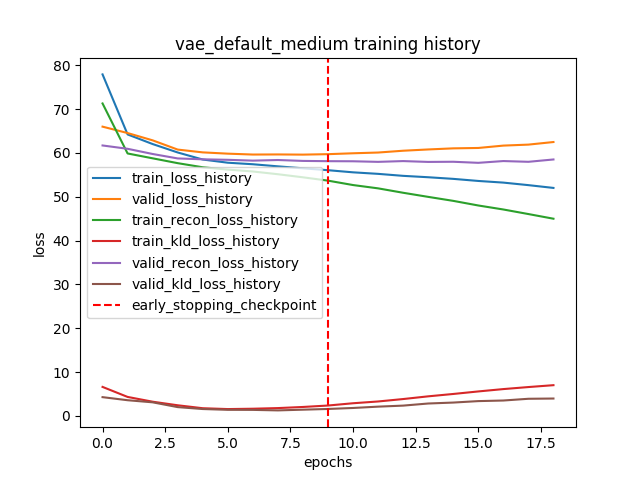 vae_default_medium training history
loss
80
70
60
50
40
30
20
10
0
train_loss_history
valid_loss_history
train_recon_loss_history
train_kld_loss_history
valid_recon_loss_history
valid_kld_loss_history
early_stopping_checkpoint
0.0 2.5 5.0 7.5 10.0 12.5 15.0 17.5
epochs